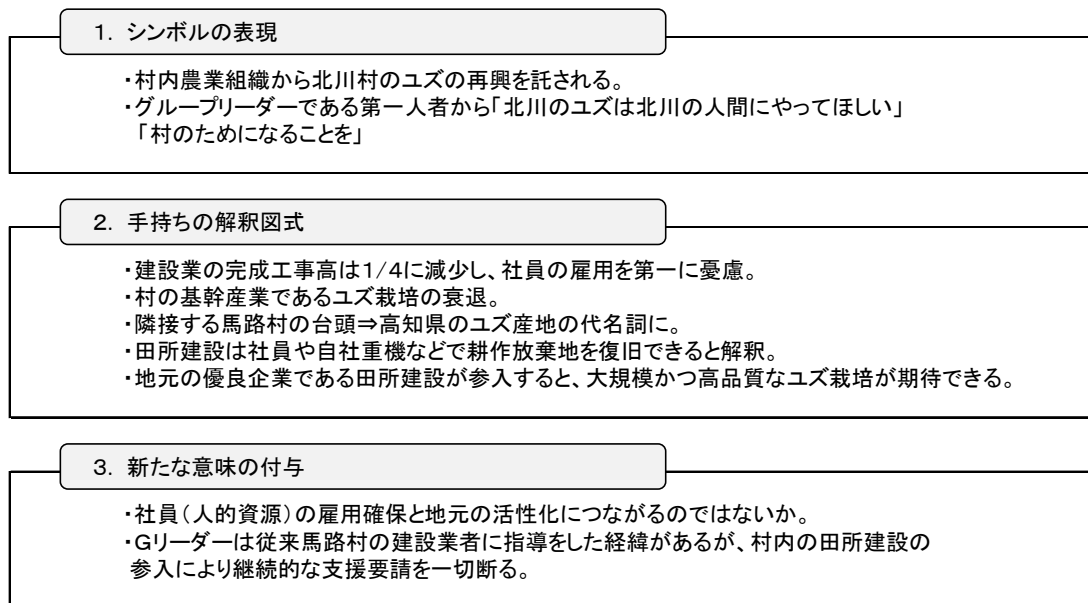 1. シンボルの表現
・村内農業組織から北川村のユズの再興を託される。
・グループリーダーである第一人者から「北川のユズは北川の人間にやってほしい」
「村のためになることを」
2. 手持ちの解釈図式
・建設業の完成工事高は1/4に減少し、社員の雇用を第一に憂慮。
・村の基幹産業であるユズ栽培の衰退。
・隣接する馬路村の台頭⇒高知県のユズ産地の代名詞に。
・田所建設は社員や自社重機などで耕作放棄地を復旧できると解釈。
・地元の優良企業である田所建設が参入すると、大規模かつ高品質なユズ栽培が期待できる。
3. 新たな意味の付与
・社員(人的資源)の雇用確保と地元の活性化につながるのではないか。
・Gリーダーは従来馬路村の建設業者に指導をした経緯があるが、村内の田所建設の
参入により継続的な支援要請を一切断る。